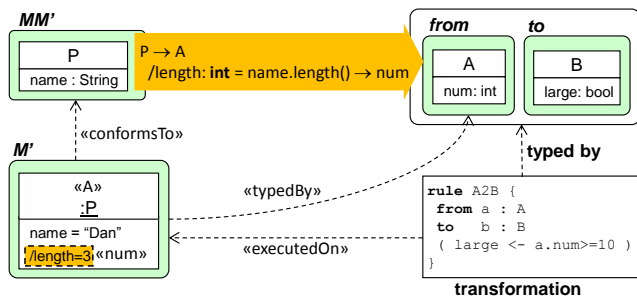 MM’
P
name : String
P → A
/length: int = name.length() → num
from
to
A
num: int
B
large: bool
«conformsTo»
M’
«A»
:P
name = “Dan”
/length=3 «num»
«typedBy»
«executedOn»
typed by
rule A2B {
from a : A
to b : B
( large <- a.num>=10 )
}
transformation